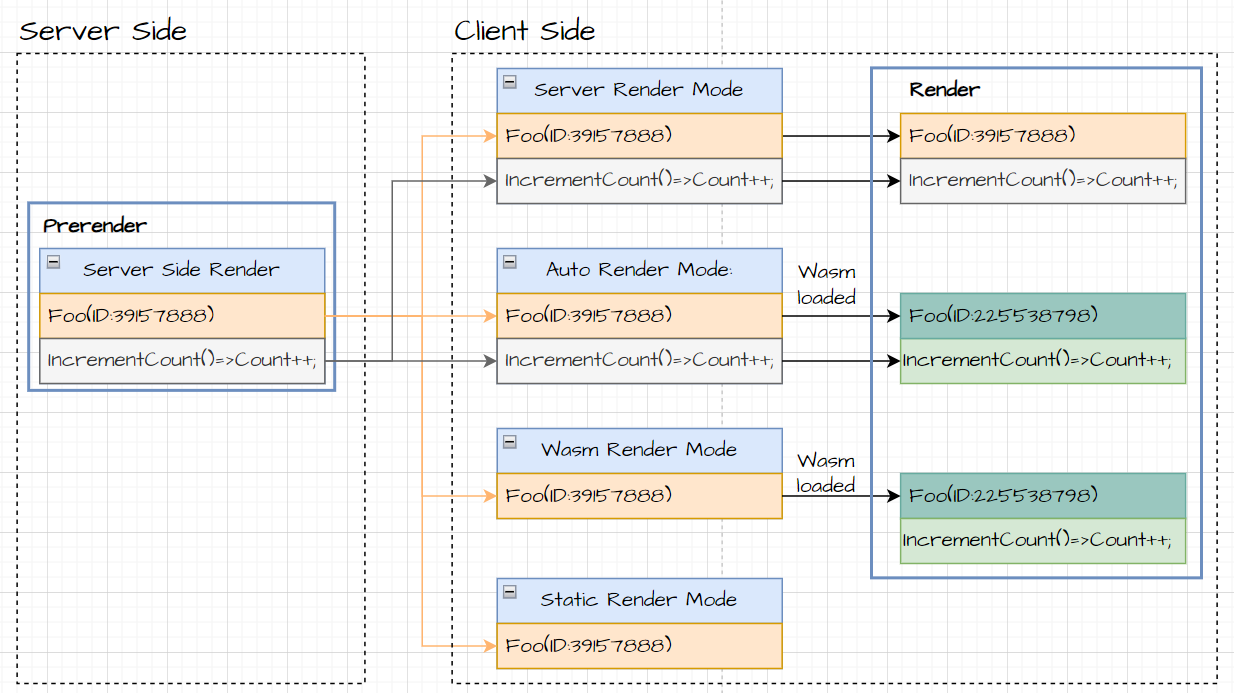 Server Side
Client Side
Server Render Mode
Render
Foo(ID:39157888)
Foo(ID:39157888)
IncrementCount()=>Count++;
IncrementCount()=>Count++;
Prerender
Server Side Render
Auto Render Mode:
Wasm
loaded
Foo(ID:39157888)
Foo(ID:39157888)
Foo(ID:225538798)
IncrementCount()=>Count++;
IncrementCount()=>Count++;
IncrementCount()=>Count++;
Wasm Render Mode
Wasm
loaded
Foo(ID:39157888)
Foo(ID:225538798)
IncrementCount()=>Count++;
Static Render Mode
Foo(ID:39157888)